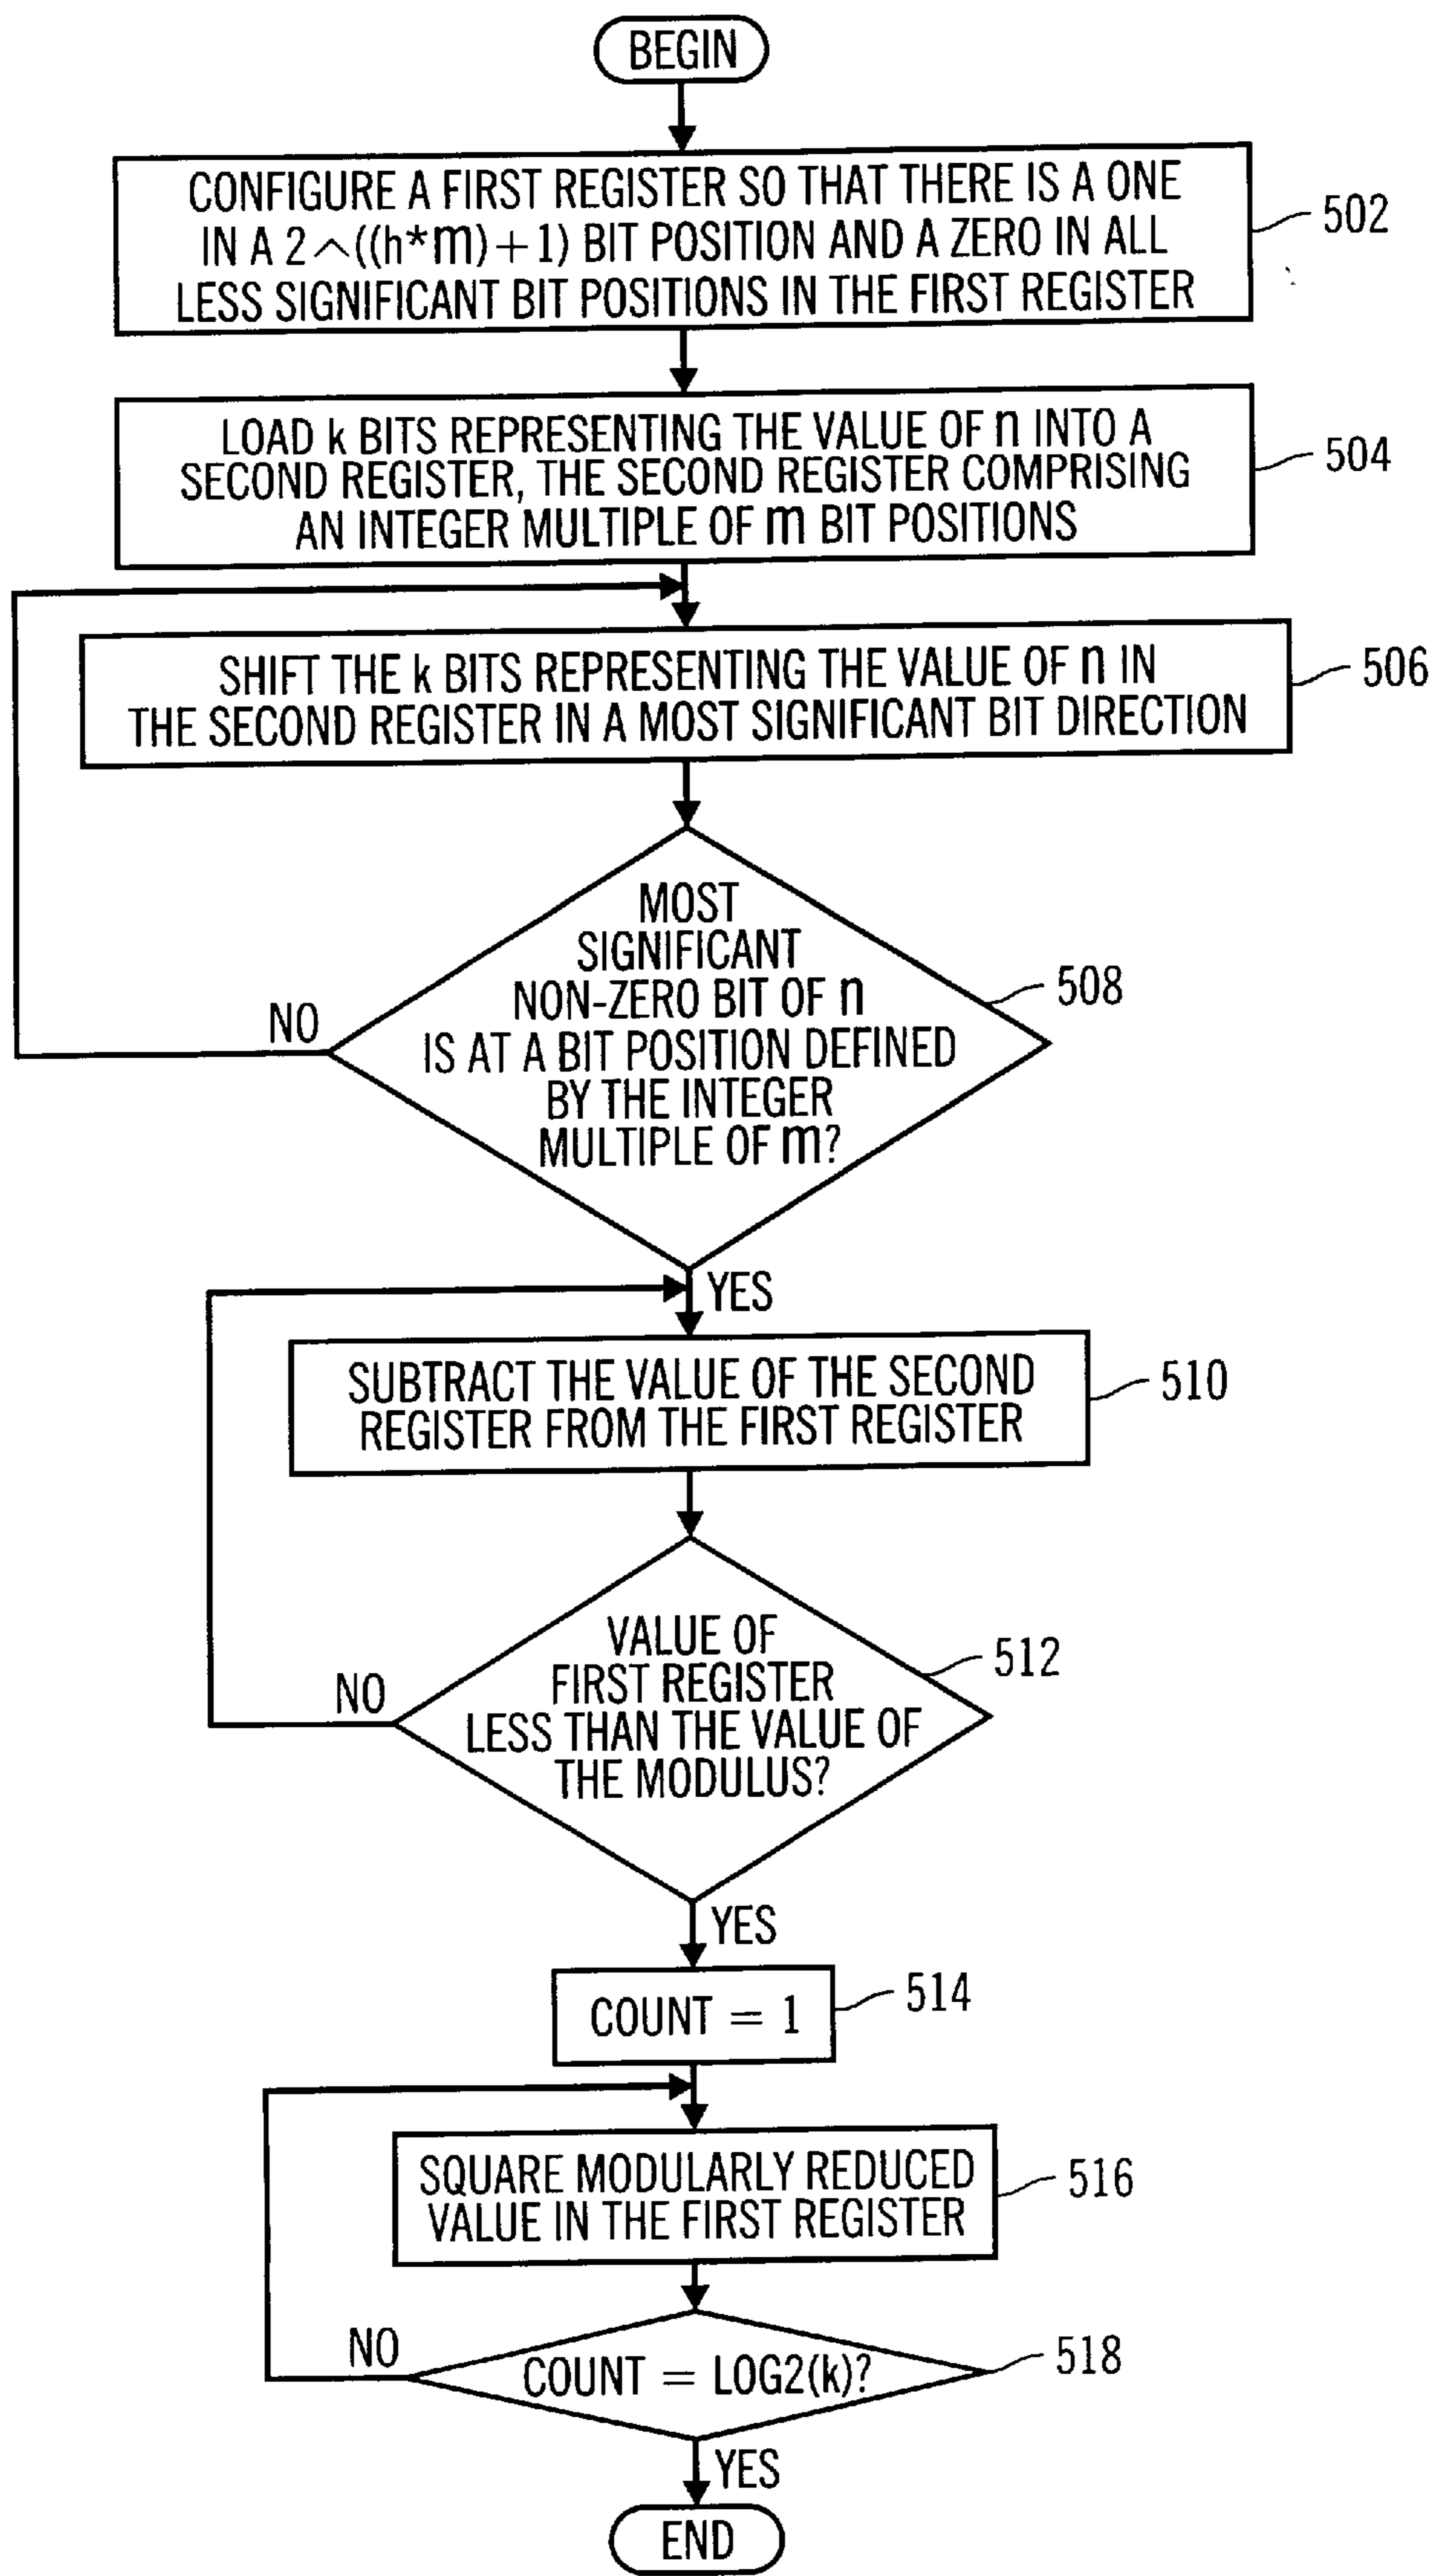 BEGIN
CONFIGURE A FIRST REGISTER SO THAT THERE IS A ONE
IN A 2^((h*m)+1) BIT POSITION AND A ZERO IN ALL
LESS SIGNIFICANT BIT POSITIONS IN THE FIRST REGISTER
502
LOAD k BITS REPRESENTING THE VALUE OF n INTO A
SECOND REGISTER, THE SECOND REGISTER COMPRISING
AN INTEGER MULTIPLE OF m BIT POSITIONS
504
SHIFT THE k BITS REPRESENTING THE VALUE OF n IN
THE SECOND REGISTER IN A MOST SIGNIFICANT BIT DIRECTION
506
MOST
SIGNIFICANT
NON-ZERO BIT OF n
IS AT A BIT POSITION DEFINED
BY THE INTEGER
MULTIPLE OF m?
508
NO
YES
SUBTRACT THE VALUE OF THE SECOND
REGISTER FROM THE FIRST REGISTER
510
VALUE OF
FIRST REGISTER
LESS THAN THE VALUE OF
THE MODULUS?
512
NO
YES
COUNT = 1
514
SQUARE MODULARLY REDUCED
VALUE IN THE FIRST REGISTER
516
COUNT = LOG2(k)?
518
NO
YES
END